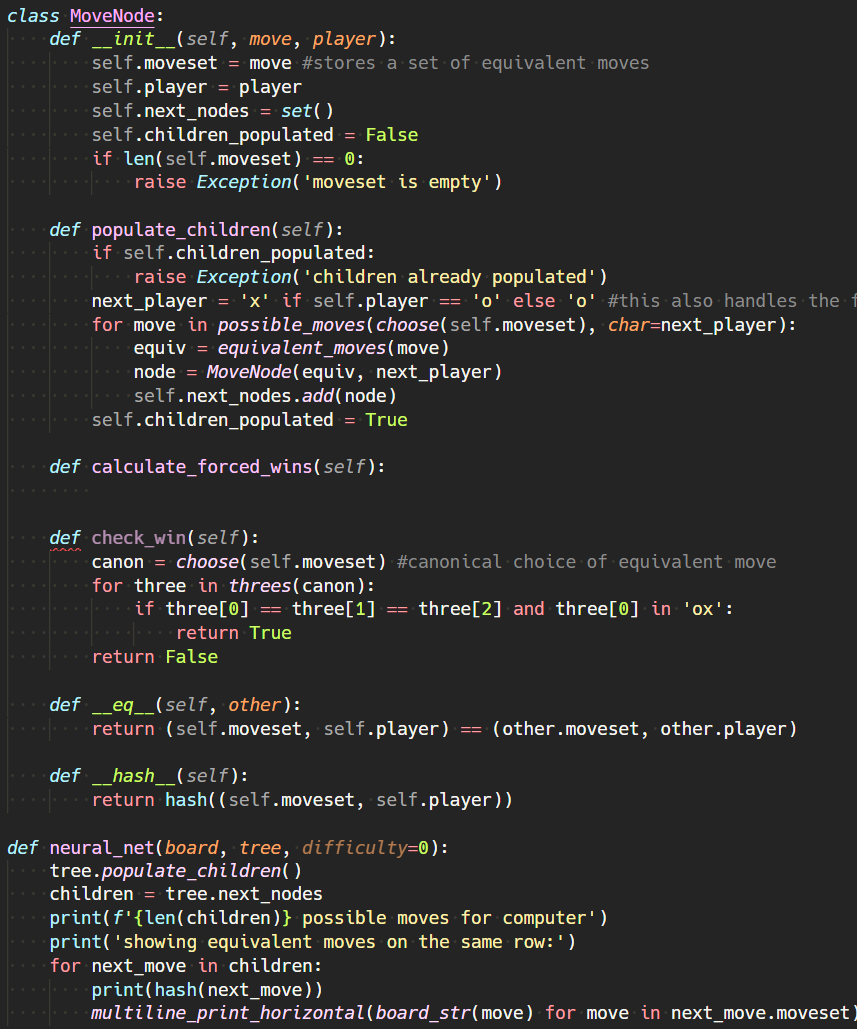 class MoveNode:
    def __init__(self, move, player):
        self.moveset = move #stores a set of equivalent moves
        self.player = player
        self.next_nodes = set()
        self.children_populated = False
        if len(self.moveset) == 0:
            raise Exception('moveset is empty')

    def populate_children(self):
        if self.children_populated:
            raise Exception('children already populated')
        next_player = 'x' if self.player == 'o' else 'o' #this also handles the f
        for move in possible_moves(choose(self.moveset), char=next_player):
            equiv = equivalent_moves(move)
            node = MoveNode(equiv, next_player)
            self.next_nodes.add(node)
        self.children_populated = True

    def calculate_forced_wins(self):


    def check_win(self):
        canon = choose(self.moveset) #canonical choice of equivalent move
        for three in threes(canon):
            if three[0] == three[1] == three[2] and three[0] in 'ox':
                return True
        return False

    def __eq__(self, other):
        return (self.moveset, self.player) == (other.moveset, other.player)

    def __hash__(self):
        return hash((self.moveset, self.player))

def neural_net(board, tree, difficulty=0):
    tree.populate_children()
    children = tree.next_nodes
    print(f'{len(children)} possible moves for computer')
    print('showing equivalent moves on the same row:')
    for next_move in children:
        print(hash(next_move))
        multiline_print_horizontal(board_str(move) for move in next_move.moveset)